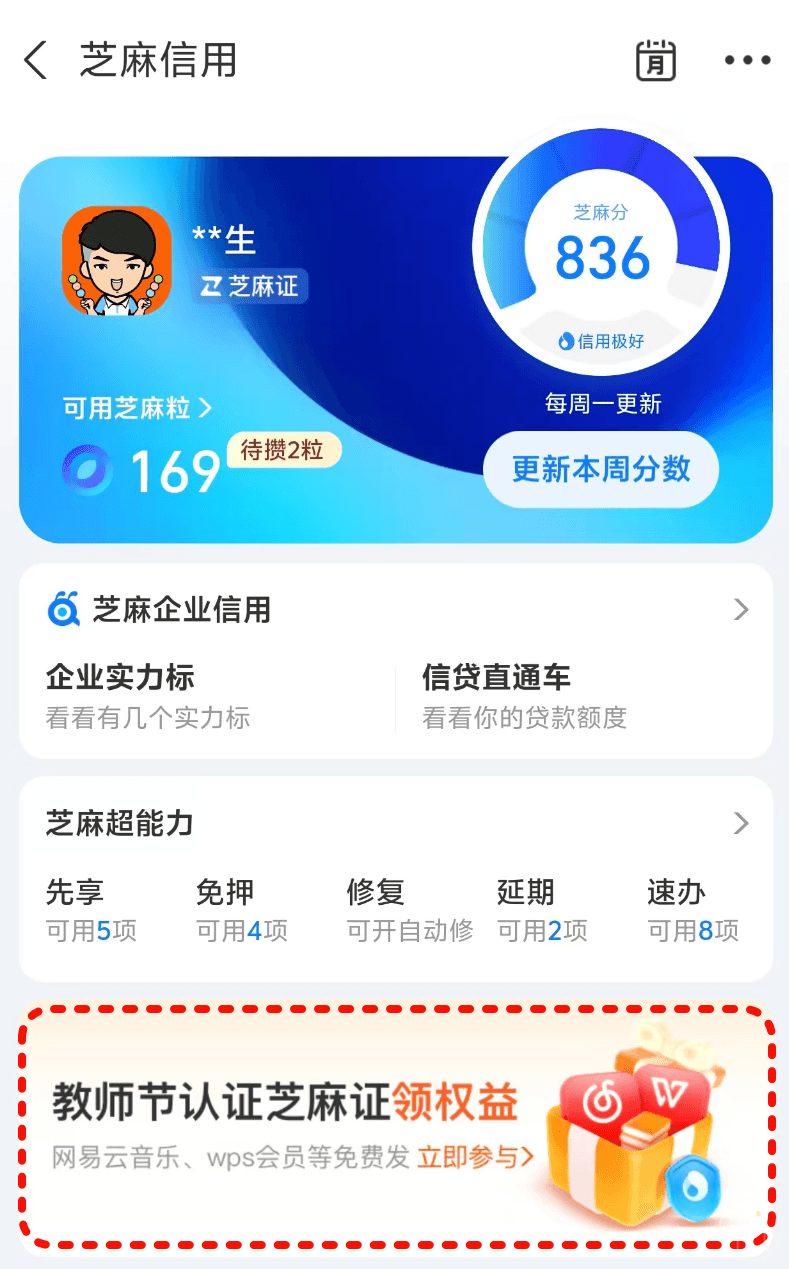 芝麻信用
月
芝麻分
836
信用极好
**生
芝麻证
每周一更新
可用芝麻粒
169
待攒2粒
更新本周分数
芝麻企业信用
企业实力标
信贷直通车
看看有几个实力标
看看你的贷款额度
芝麻超能力
先享 免押 修复 延期 速办
可用5项 可用4项 可开自动修 可用2项 可用8项
教师节认证芝麻证领权益
网易云音乐、wps会员等免费发 立即参与